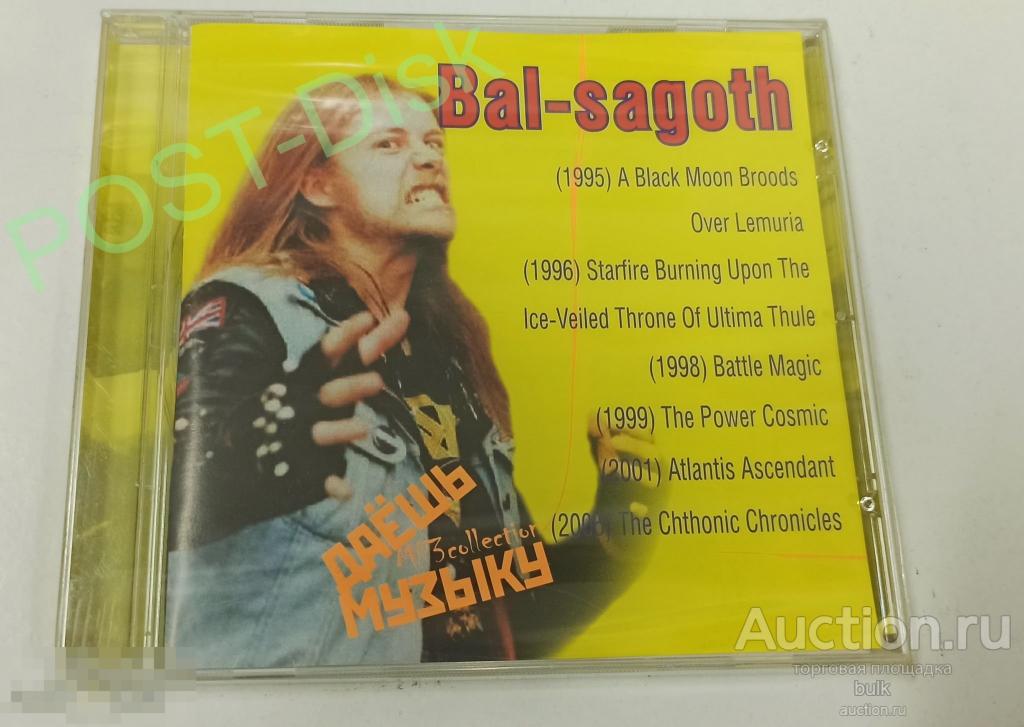 POST-Disk
Bal-sagoth
(1995) A Black Moon Broods
Over Lemuria
(1996) Starfire Burning Upon The
Ice-Veiled Throne Of Ultima Thule
(1998) Battle Magic
(1999) The Power Cosmic
(2001) Atlantis Ascendant
(2006) The Chthonic Chronicles
ДАЁШЬ
MP3collection
МУЗЫКУ
Auction.ru
торговая площадка
bulk
auction.ru